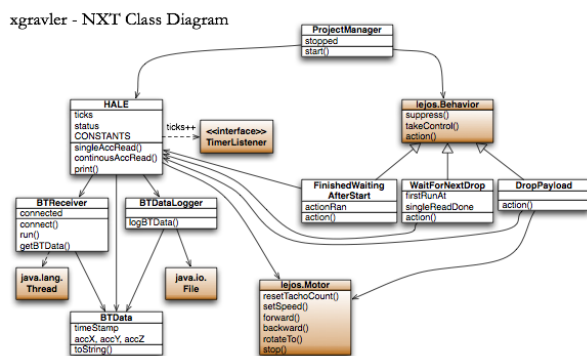 xgravler - NXT Class Diagram
ProjectManager
stopped
start()
HALE
ticks
status
CONSTANTS
singleAccRead()
continousAccRead()
print()
ticks++
<<interface>>
TimerListener
lejos.Behavior
suppress()
takeControl()
action()
BTReceiver
connected
connect()
run()
getBTData()
BTDataLogger
logBTData()
FinishedWaiting
AfterStart
actionRan
action()
WaitForNextDrop
firstRunAt
singleReadDone
action()
DropPayload
action()
java.lang.
Thread
java.io.
File
BTData
timeStamp
accX, accY, accZ
toString()
lejos.Motor
resetTachoCount()
setSpeed()
forward()
backward()
rotateTo()
stop()